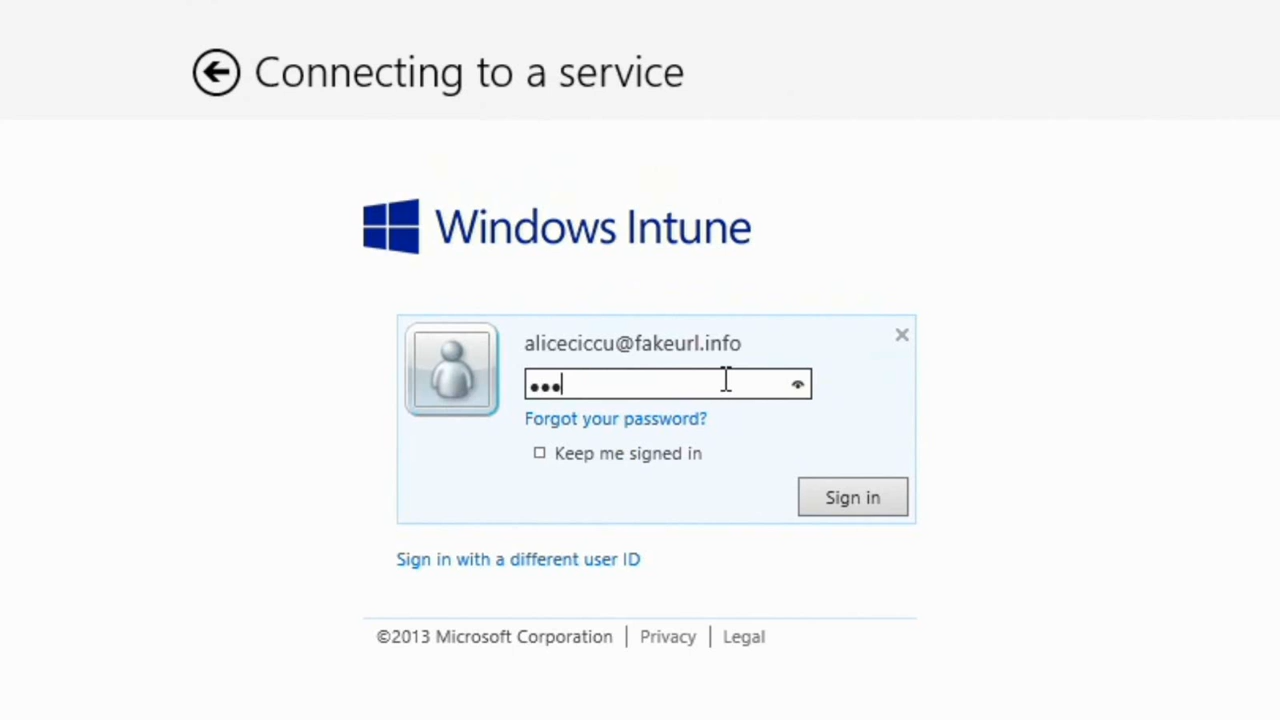 Connecting to a service
Windows Intune
aliceciccu@fakeurl.info
•••
Forgot your password?
Keep me signed in
Sign in
Sign in with a different user ID
©2013 Microsoft Corporation | Privacy | Legal